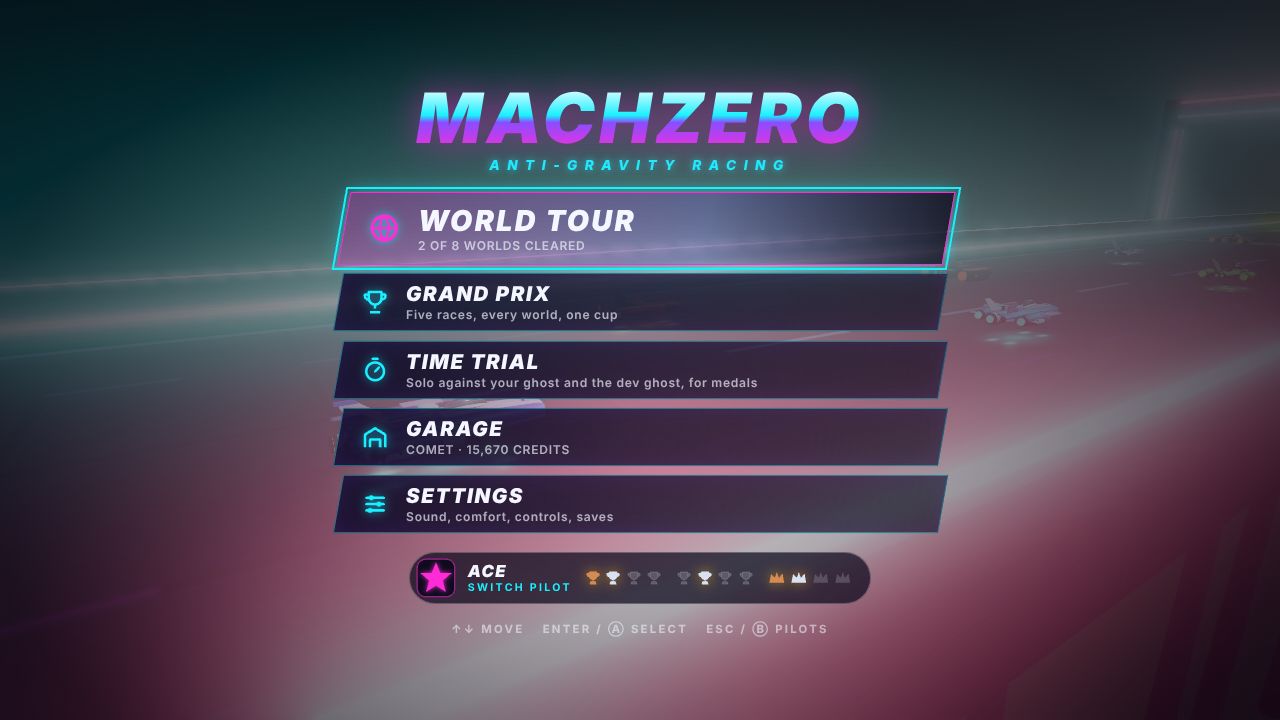 MACHZERO
ANTI-GRAVITY RACING
WORLD TOUR
2 OF 8 WORLDS CLEARED
GRAND PRIX
Five races, every world, one cup
TIME TRIAL
Solo against your ghost and the dev ghost, for medals
GARAGE
COMET · 15,670 CREDITS
SETTINGS
Sound, comfort, controls, saves
ACE
SWITCH PILOT
↑↓ MOVE ENTER / Ⓐ SELECT ESC / Ⓑ PILOTS